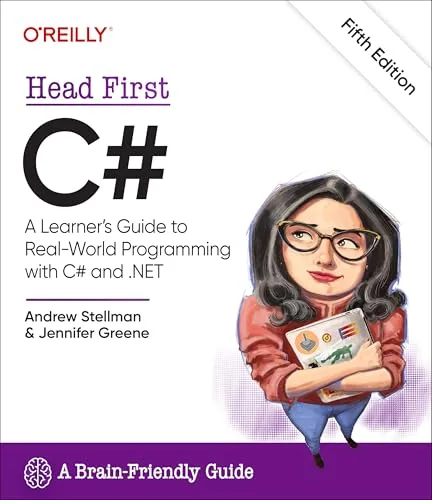 O'REILLY®
Fifth Edition
Head First
C#
A Learner's Guide to
Real-World Programming
with C# and .NET
Andrew Stellman
& Jennifer Greene
A Brain-Friendly Guide